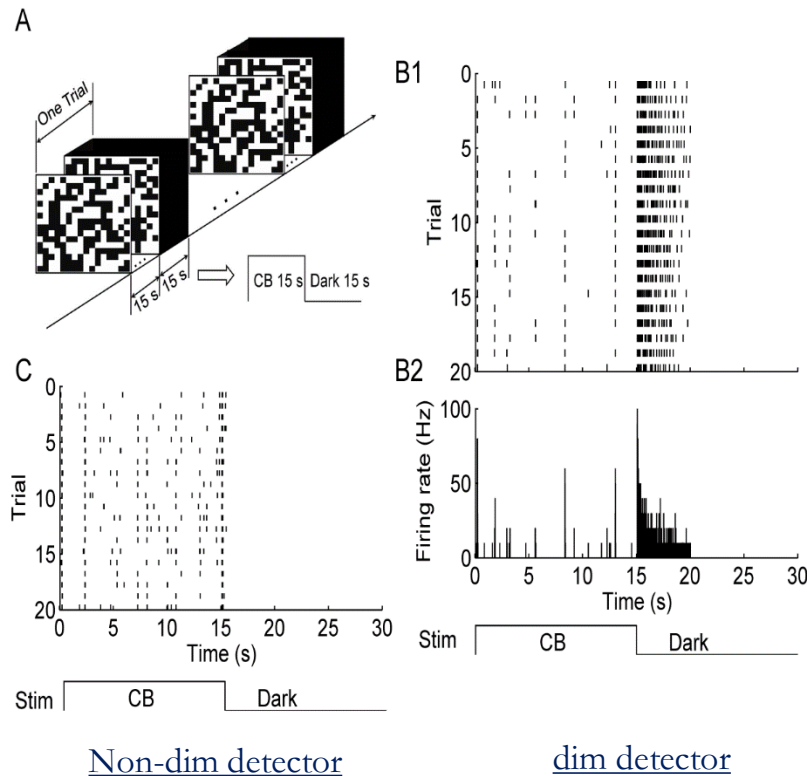 A
One Trial
15 s
15 s
CB 15 s
Dark 15 s
B1
0
5
10
15
20
Trial
B2
100
50
0
Firing rate (Hz)
0 5 10 15 20 25 30
Time (s)
Stim CB Dark
C
0
5
10
15
20
Trial
0 5 10 15 20 25 30
Time (s)
Stim CB Dark
Non-dim detector
dim detector